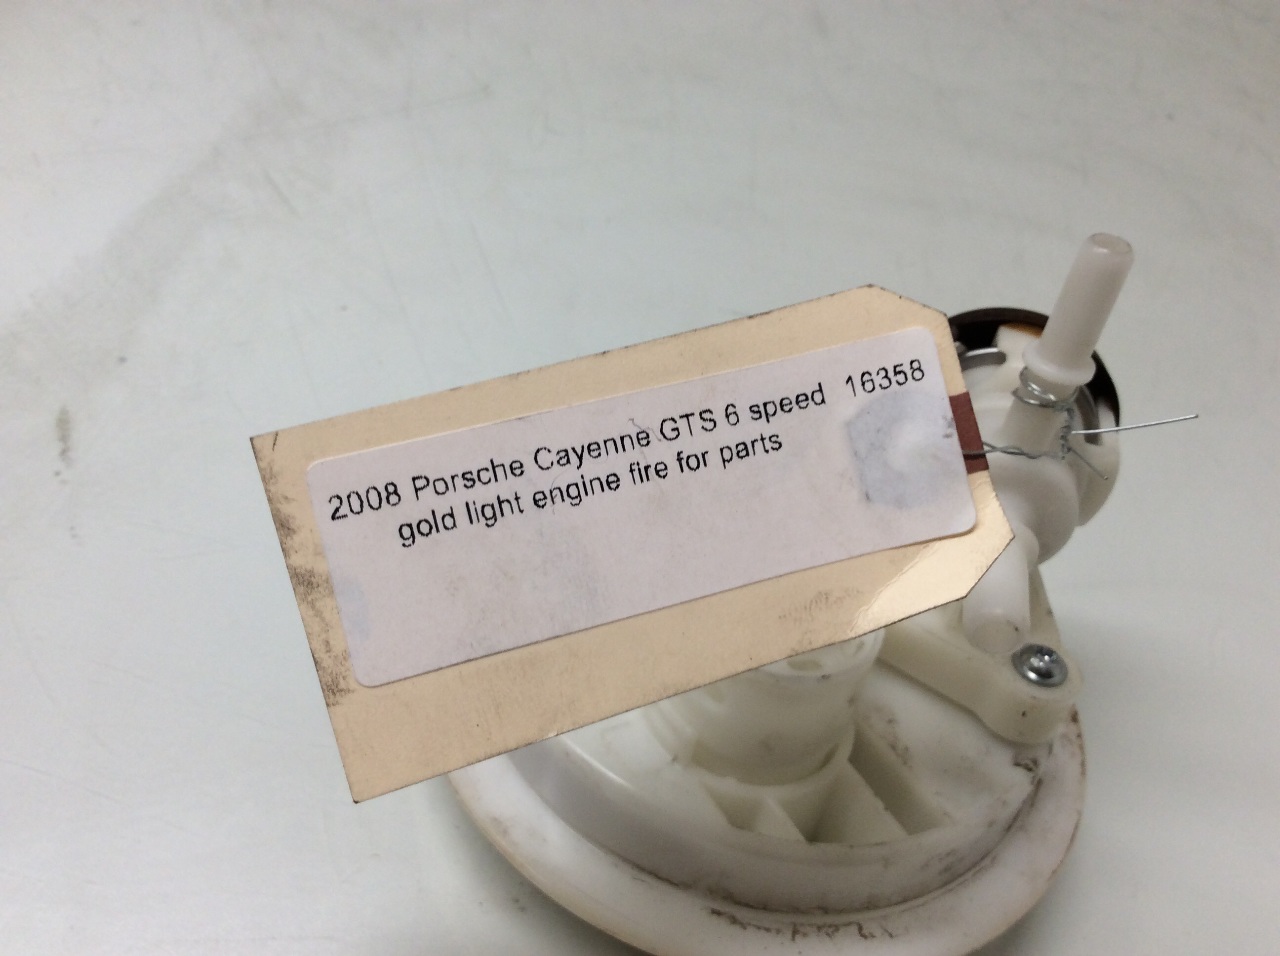 2008 Porsche Cayenne GTS 6 speed 16358
gold light engine fire for parts